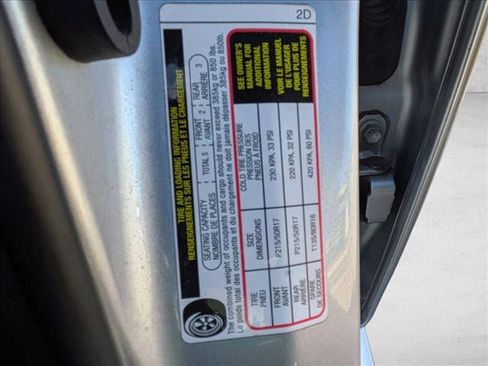 2D
TIRE AND LOADING INFORMATION
RENSEIGNEMENTS SUR LES PNEUS ET LE CHARGEMENT
SEATING CAPACITY TOTAL 5 FRONT 2 REAR 3
NOMBRE DE PLACES AVANT ARRIÈRE
The combined weight of occupants and cargo should never exceed 385kg or 850 lbs.
Le poids total des occupants et du chargement ne doit jamais dépasser 385kg ou 850lb.
TIRE SIZE COLD TIRE PRESSURE
PNEU DIMENSIONS PRESSION DES PNEUS À FROID
FRONT P215/50R17 230 KPA, 33 PSI
AVANT
REAR P215/50R17 220 KPA, 32 PSI
ARRIÈRE
SPARE T135/80R16 420 KPA, 60 PSI
DE SECOURS
SEE OWNER'S
MANUAL FOR
ADDITIONAL
INFORMATION
VOIR LE MANUEL
DE L'USAGER
POUR PLUS DE
RENSEIGNEMENTS